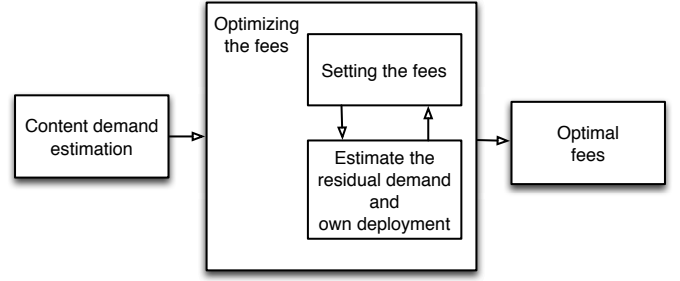 Content demand
estimation
Optimizing
the fees
Setting the fees
Estimate the
residual demand
and
own deployment
Optimal
fees